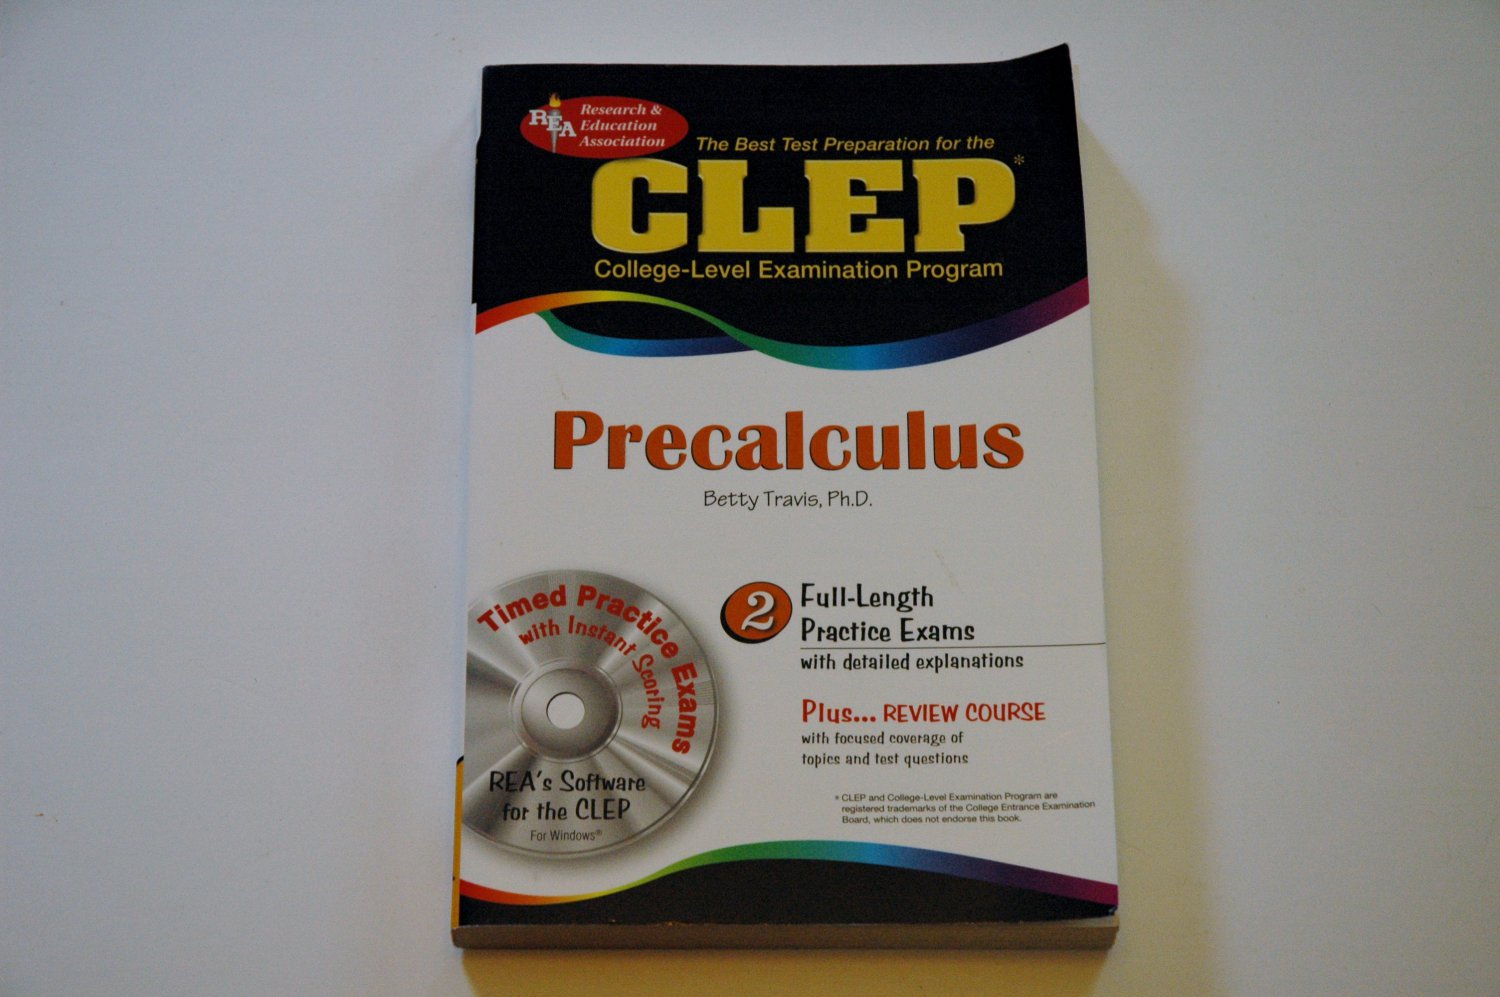 REA
Research &
Education
Association
The Best Test Preparation for the
CLEP*
College-Level Examination Program
Precalculus
Betty Travis, Ph.D.
Timed Practice Exams
with Instant Scoring
REA's Software
for the CLEP
For Windows®
2
Full-Length
Practice Exams
with detailed explanations
Plus... REVIEW COURSE
with focused coverage of
topics and test questions
* CLEP and College-Level Examination Program are
registered trademarks of the College Entrance Examination
Board, which does not endorse this book.